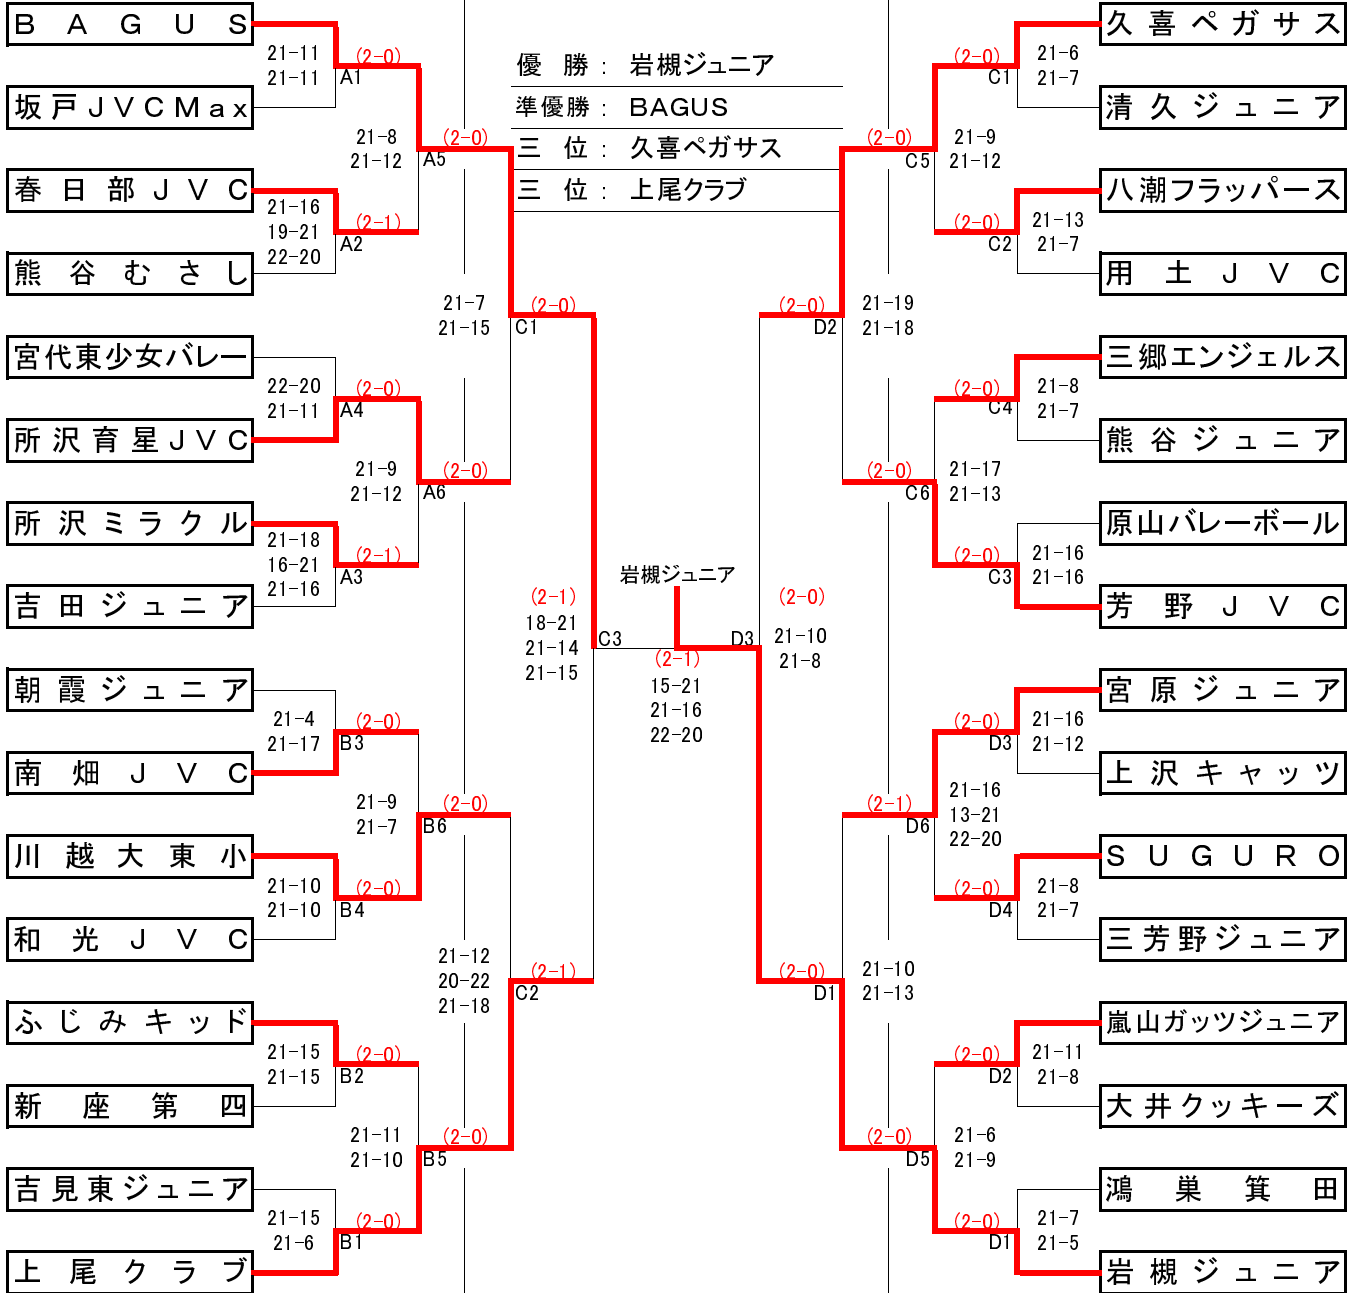 優勝： 岩槻ジュニア
準優勝： BAGUS
三位： 久喜ペガサス
三位： 上尾クラブ
BAGUS
21-11
21-11
(2-0)
A1
坂戸JVCMax
21-8
21-12
(2-0)
A5
春日部JVC
21-16
19-21
22-20
(2-1)
A2
熊谷むさし
21-7
21-15
(2-0)
C1
宮代東少女バレー
22-20
21-11
(2-0)
A4
所沢育星JVC
21-9
21-12
(2-0)
A6
所沢ミラクル
21-18
16-21
21-16
(2-1)
A3
吉田ジュニア
(2-1)
18-21
21-14
21-15
C3
朝霞ジュニア
21-4
21-17
(2-0)
B3
南畑JVC
21-9
21-7
(2-0)
B6
川越大東小
21-10
21-10
(2-0)
B4
和光JVC
21-12
20-22
21-18
(2-1)
C2
ふじみキッド
21-15
21-15
(2-0)
B2
新座第四
21-11
21-10
(2-0)
B5
吉見東ジュニア
21-15
21-6
(2-0)
B1
上尾クラブ
岩槻ジュニア
(2-1)
15-21
21-16
22-20
久喜ペガサス
(2-0)
C1
21-6
21-7
清久ジュニア
(2-0)
C5
21-9
21-12
八潮フラッパース
(2-0)
C2
21-13
21-7
用土JVC
(2-0)
D2
21-19
21-18
三郷エンジェルス
(2-0)
C4
21-8
21-7
熊谷ジュニア
(2-0)
C6
21-17
21-13
原山バレーボール
(2-0)
C3
21-16
21-16
芳野JVC
(2-0)
D3
21-10
21-8
宮原ジュニア
(2-0)
D3
21-16
21-12
上沢キャッツ
(2-1)
D6
21-16
13-21
22-20
SUGURO
(2-0)
D4
21-8
21-7
三芳野ジュニア
(2-0)
D1
21-10
21-13
嵐山ガッツジュニア
(2-0)
D2
21-11
21-8
大井クッキーズ
(2-0)
D5
21-6
21-9
鴻巣箕田
(2-0)
D1
21-7
21-5
岩槻ジュニア